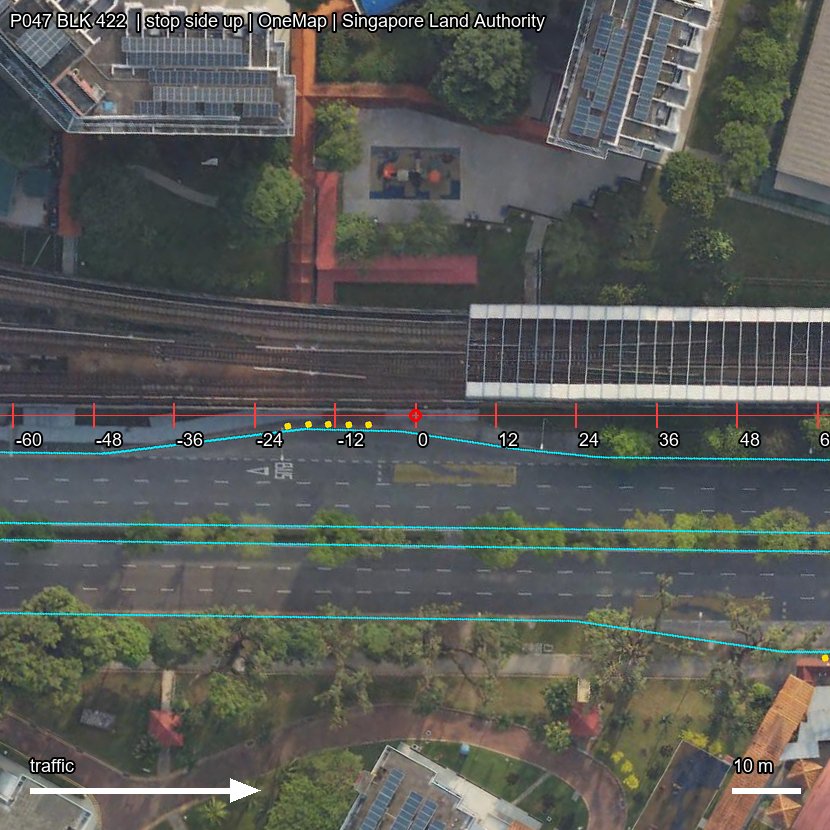 P047 BLK 422 | stop side up | OneMap | Singapore Land Authority
-60 -48 -36 -24 -12 0 12 24 36 48 6
BUS
traffic
10 m